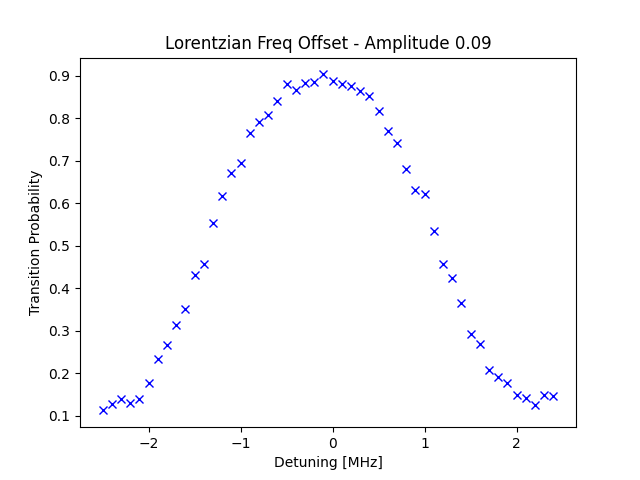 Lorentzian Freq Offset - Amplitude 0.09
Transition Probability
0.9
0.8
0.7
0.6
0.5
0.4
0.3
0.2
0.1
−2 −1 0 1 2
Detuning [MHz]